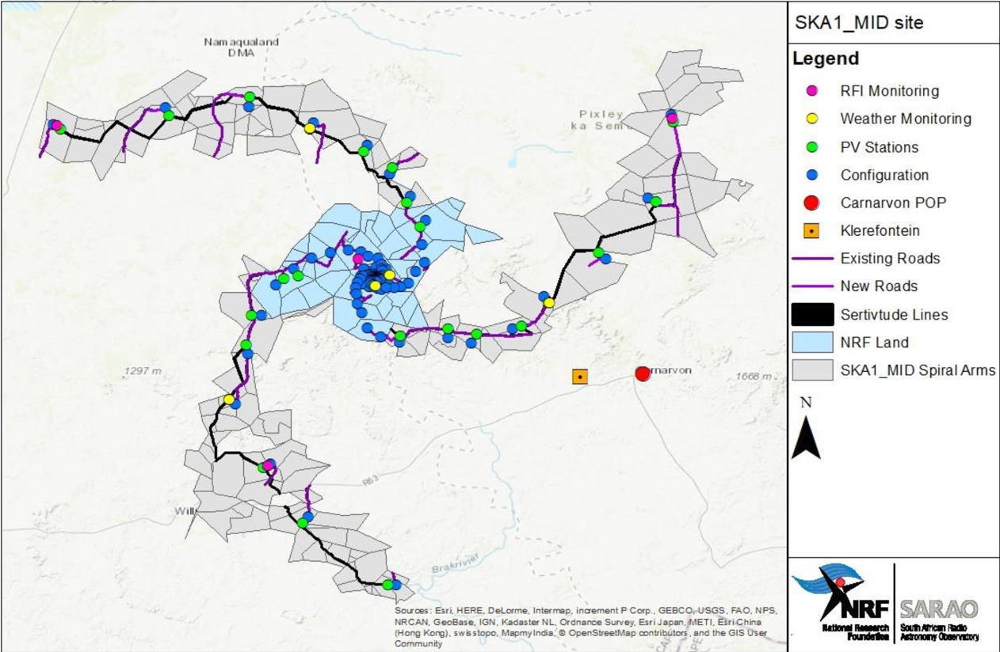 Namaqualand
DMA
Pixley
ka Sem
1297 m
arnarvon
1668 m
R63
Will
Brakrivier
Sources: Esri, HERE, DeLorme, Intermap, increment P Corp., GEBCO, USGS, FAO, NPS,
NRCAN, GeoBase, IGN, Kadaster NL, Ordnance Survey, Esri Japan, METI, Esri China
(Hong Kong), swisstopo, MapmyIndia, © OpenStreetMap contributors, and the GIS User
Community
SKA1_MID site
Legend
RFI Monitoring
Weather Monitoring
PV Stations
Configuration
Carnarvon POP
Klerefontein
Existing Roads
New Roads
Sertivtude Lines
NRF Land
SKA1_MID Spiral Arms
N
NRF
National Research
Foundation
SARAO
South African Radio
Astronomy Observatory